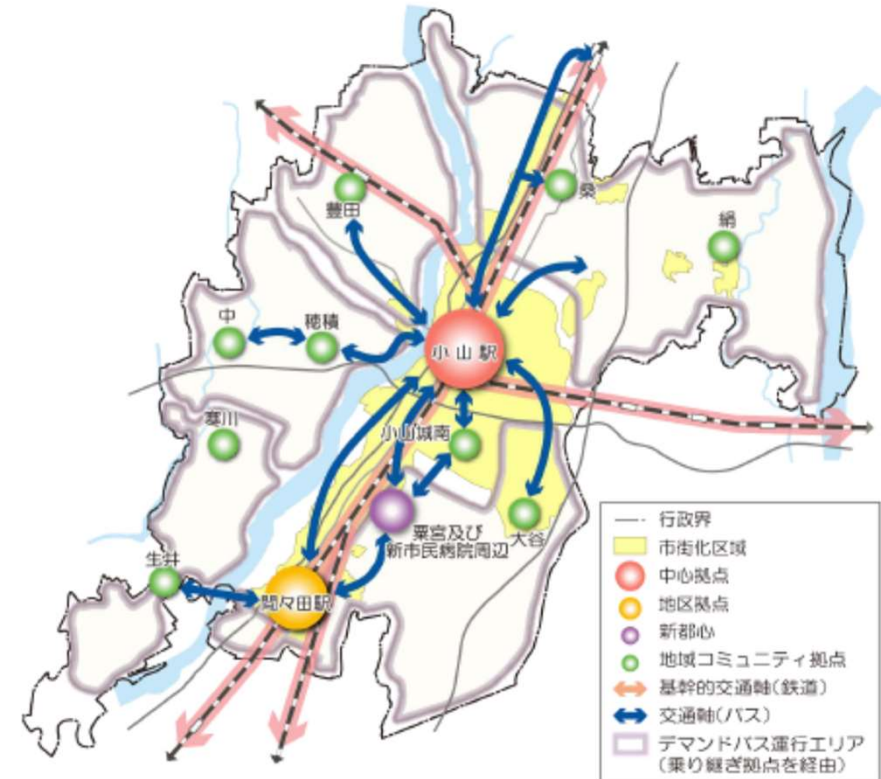 豊田
桑
絹
中
穂積
小山駅
寒川
小山城南
粟宮及び
新市民病院周辺
大谷
生井
間々田駅
行政界
市街化区域
中心拠点
地区拠点
新都心
地域コミュニティ拠点
基幹的交通軸(鉄道)
交通軸(バス)
デマンドバス運行エリア
(乗り継ぎ拠点を経由)